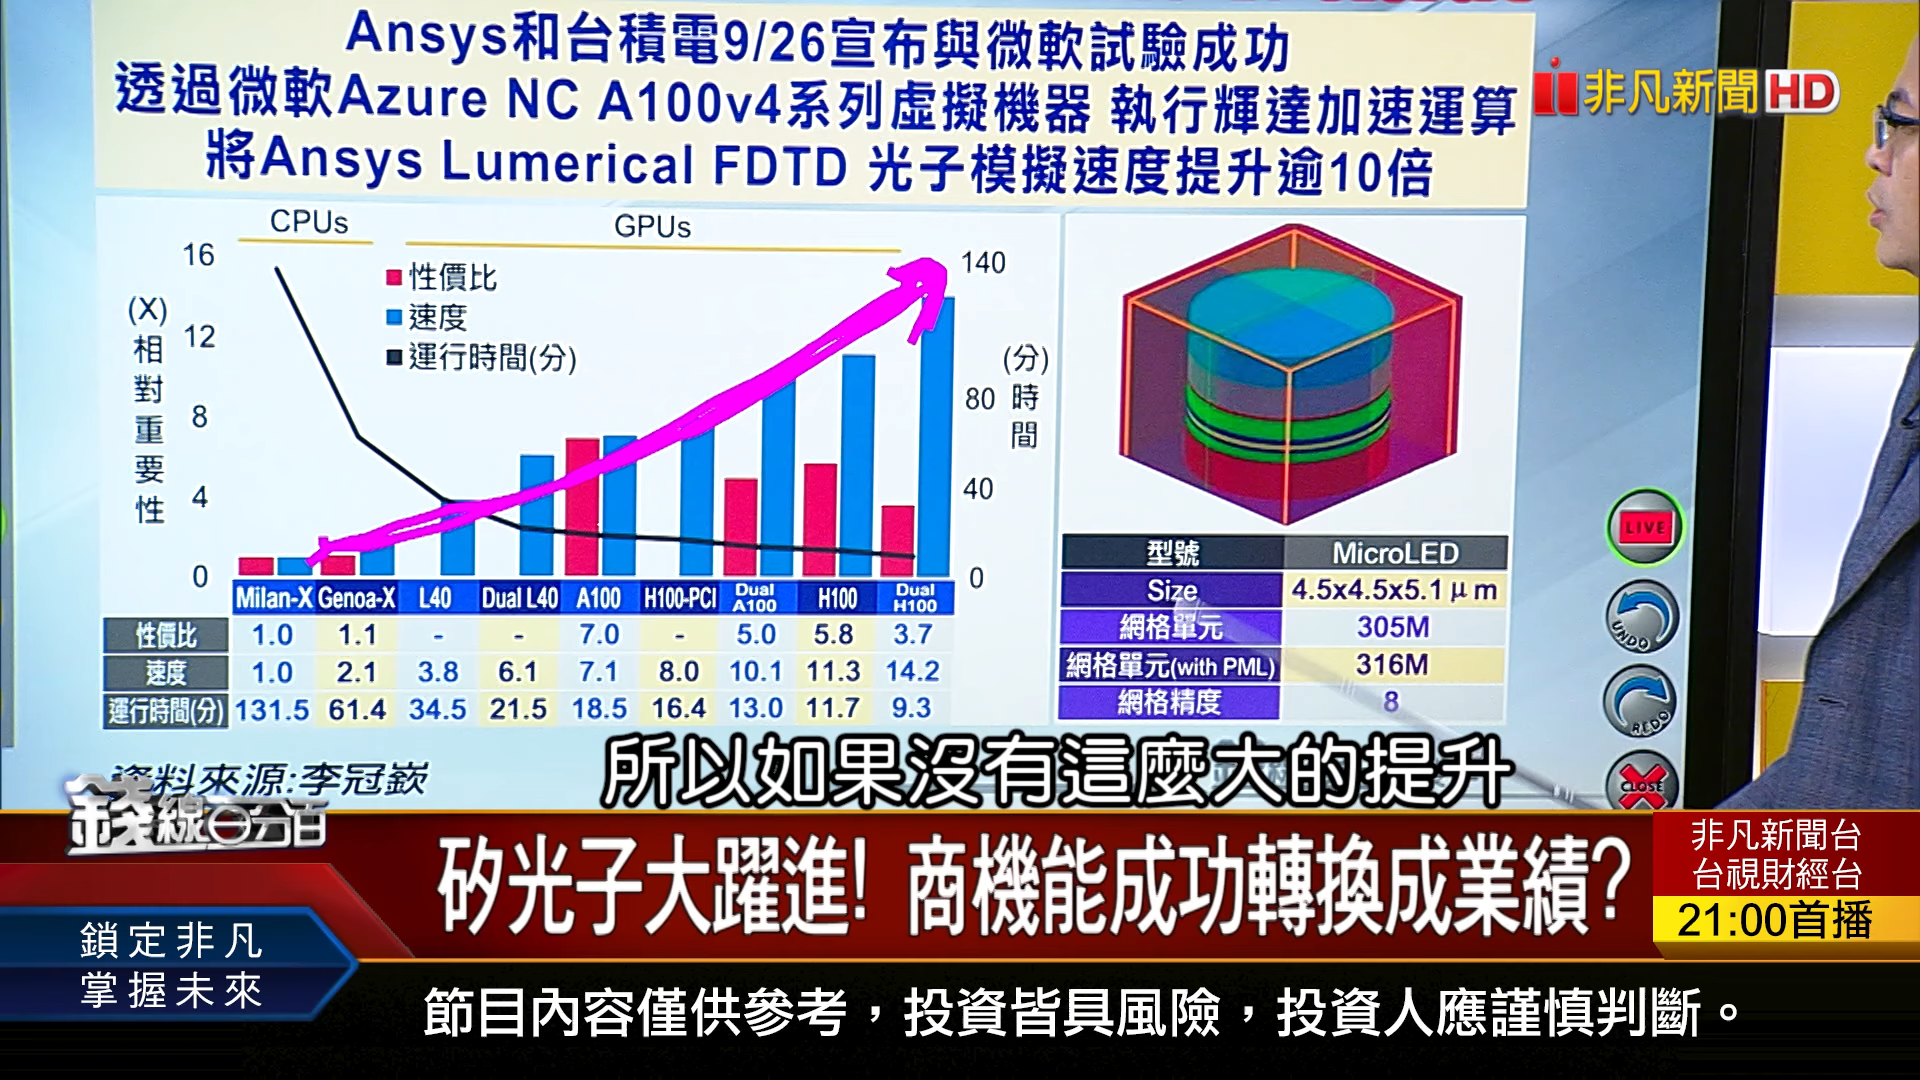 Ansys和台積電9/26宣布與微軟試驗成功
透過微軟Azure NC A100v4系列虛擬機器 執行輝達加速運算
將Ansys Lumerical FDTD 光子模擬速度提升逾10倍
非凡新聞HD
CPUs
GPUs
16
12
8
4
0
(X)相對重要性
性價比
速度
運行時間(分)
140
80
40
0
(分)時間
Milan-X Genoa-X L40 Dual L40 A100 H100-PCI Dual A100 H100 Dual H100
性價比 1.0 1.1 - - 7.0 - 5.0 5.8 3.7
速度 1.0 2.1 3.8 6.1 7.1 8.0 10.1 11.3 14.2
運行時間(分) 131.5 61.4 34.5 21.5 18.5 16.4 13.0 11.7 9.3
型號 MicroLED
Size 4.5x4.5x5.1μm
網格單元 305M
網格單元(with PML) 316M
網格精度 8
LIVE
UNDO
REDO
CLOSE
資料來源:李冠嶔
所以如果沒有這麼大的提升
錢線百分百
矽光子大躍進! 商機能成功轉換成業績?
非凡新聞台
台視財經台
21:00首播
鎖定非凡
掌握未來
節目內容僅供參考，投資皆具風險，投資人應謹慎判斷。